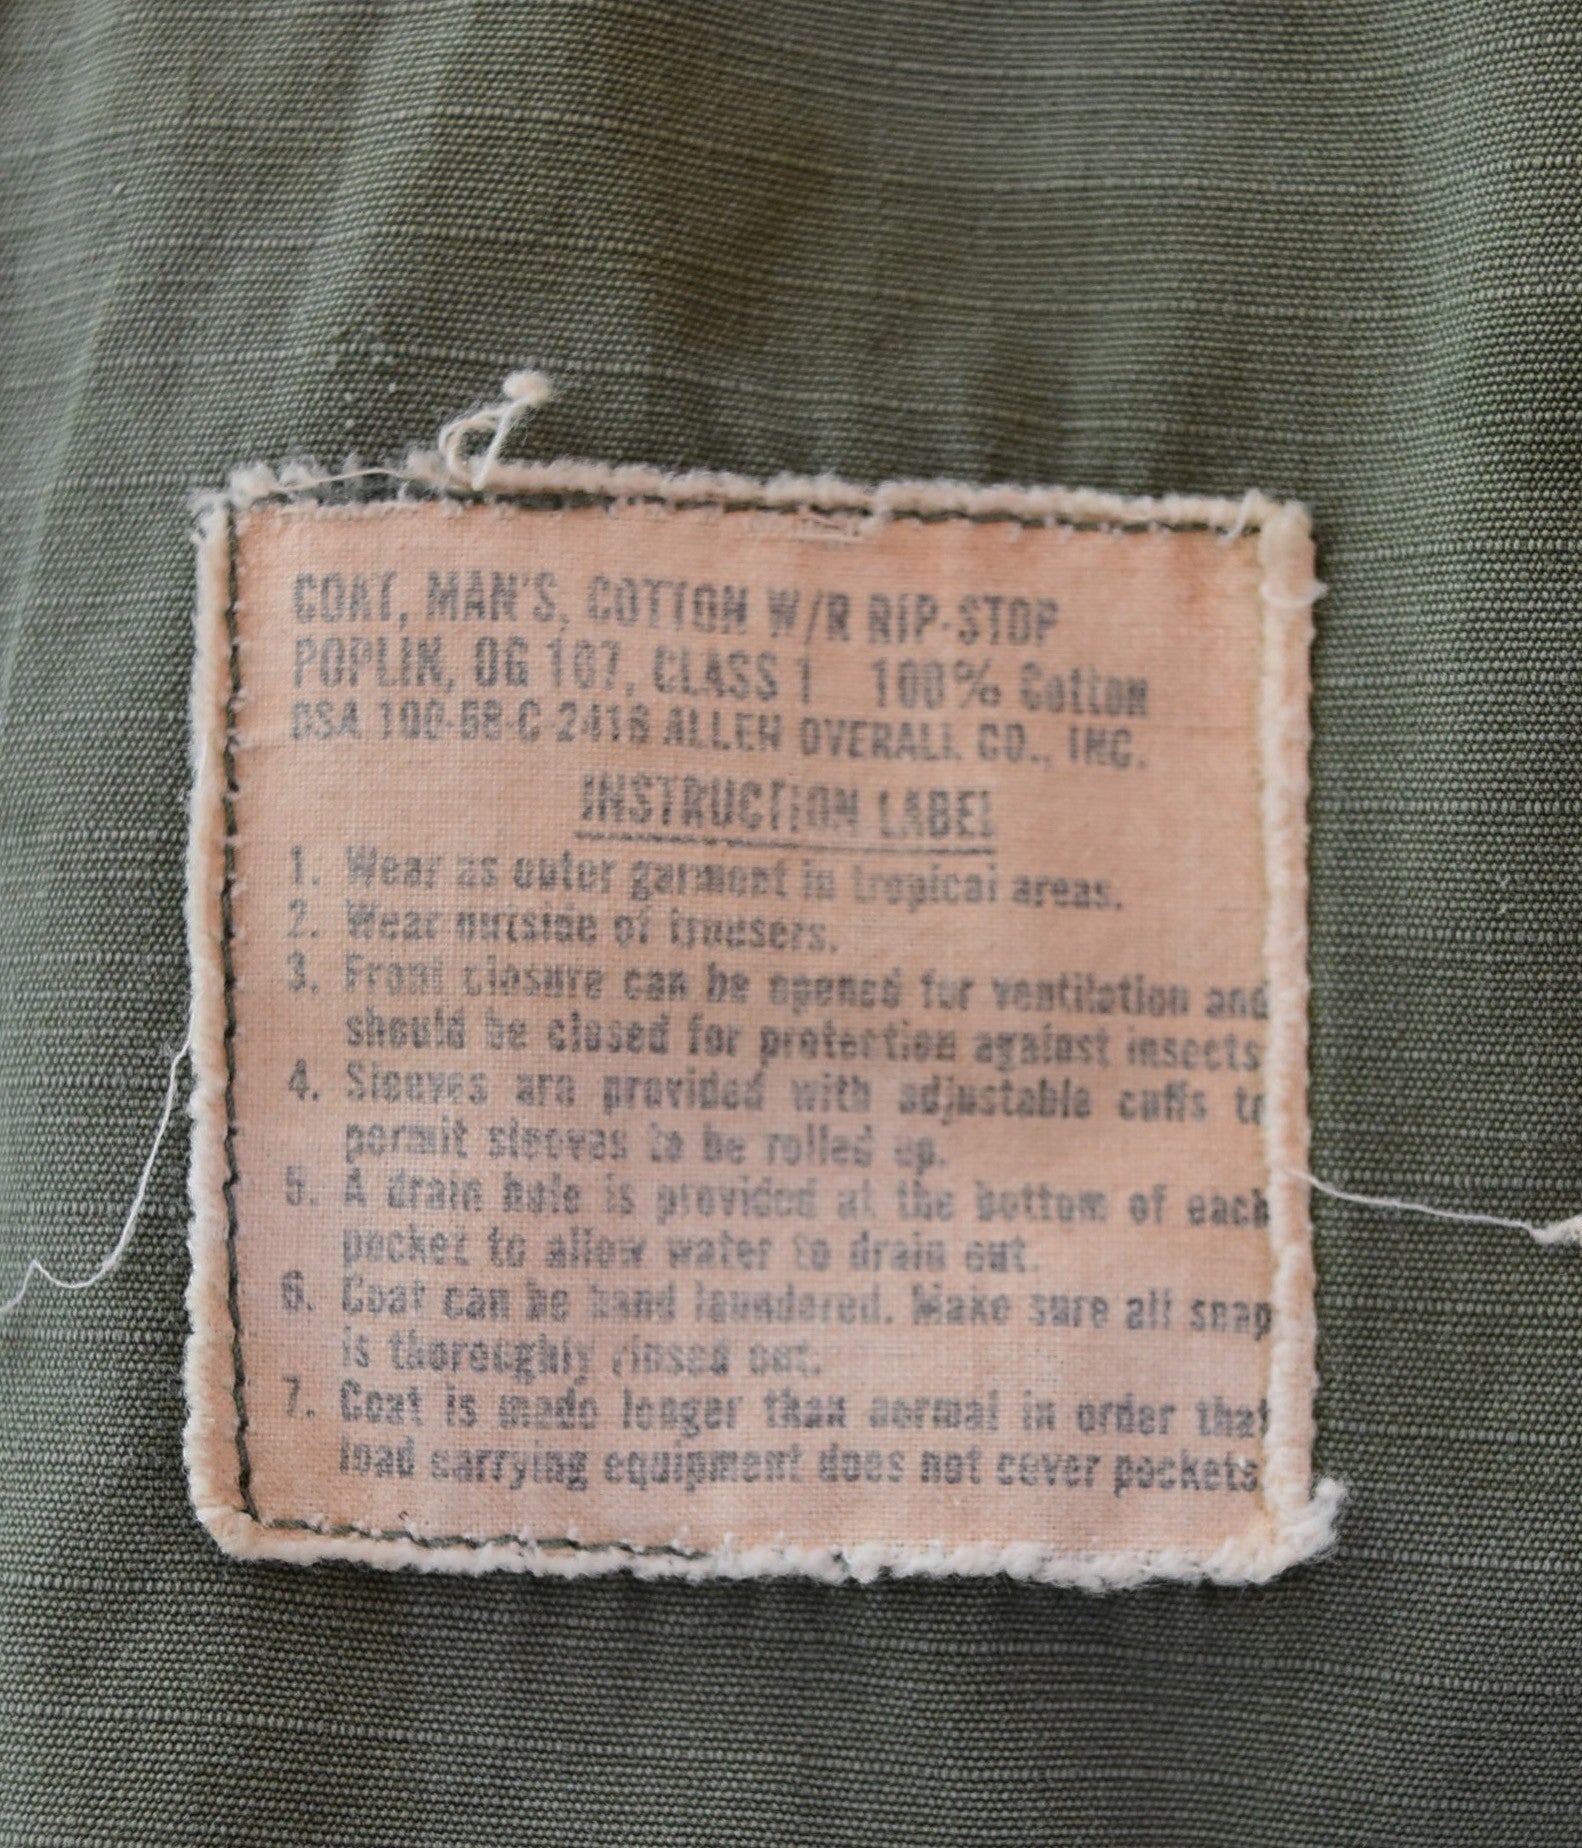 COAT, MAN'S, COTTON W/R RIP-STOP
POPLIN, OG 107, CLASS 1 100% Cotton
DSA 100-68-C-2416 ALLEN OVERALL CO., INC.
INSTRUCTION LABEL
1. Wear as outer garment in tropical areas.
2. Wear outside of trousers.
3. Front closure can be opened for ventilation and
should be closed for protection against insects
4. Sleeves are provided with adjustable cuffs to
permit sleeves to be rolled up.
5. A drain hole is provided at the bottom of each
pocket to allow water to drain out.
6. Coat can be hand laundered. Make sure all snap
is thoroughly rinsed out.
7. Coat is made longer than normal in order that
load carrying equipment does not cover pockets